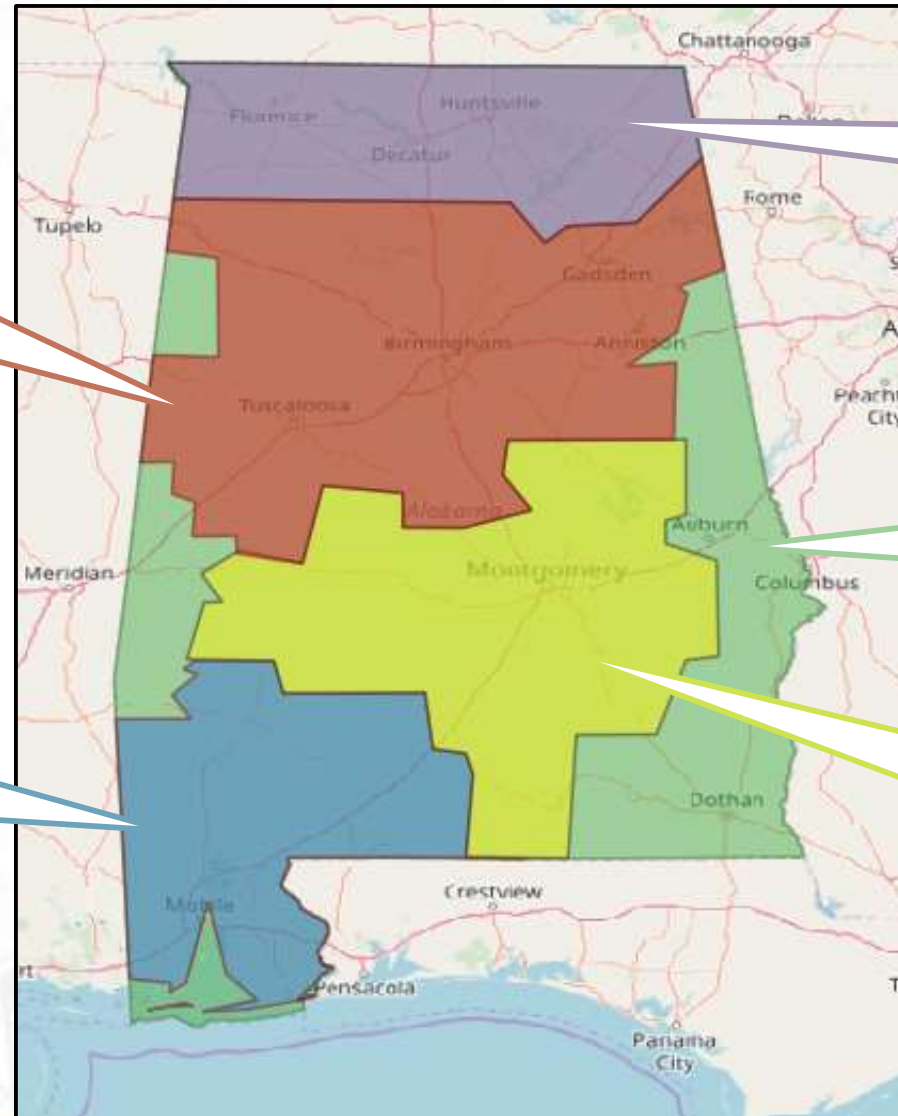 Chattanooga
Huntsville
Florence
Decatur
Rome
Tupelo
Gadsden
Birmingham
Anniston
Peacht
City
Tuscaloosa
Alabama
Auburn
Meridian
Montgomery
Columbus
Dothan
Crestview
Mobile
Pensacola
Panama
City